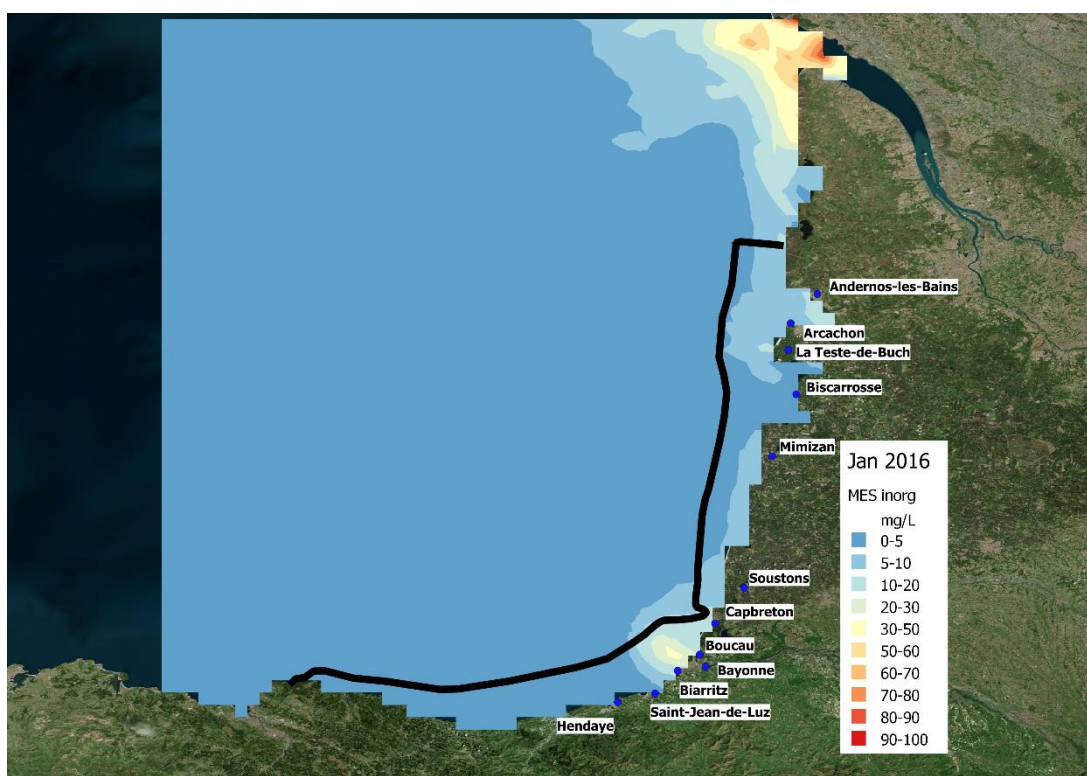 Andernos-les-Bains
Arcachon
La Teste-de-Buch
Biscarrosse
Mimizan
Jan 2016
MES inorg
mg/L
0-5
5-10
10-20
20-30
30-50
50-60
60-70
70-80
80-90
90-100
Soustons
Capbreton
Boucau
Bayonne
Biarritz
Saint-Jean-de-Luz
Hendaye